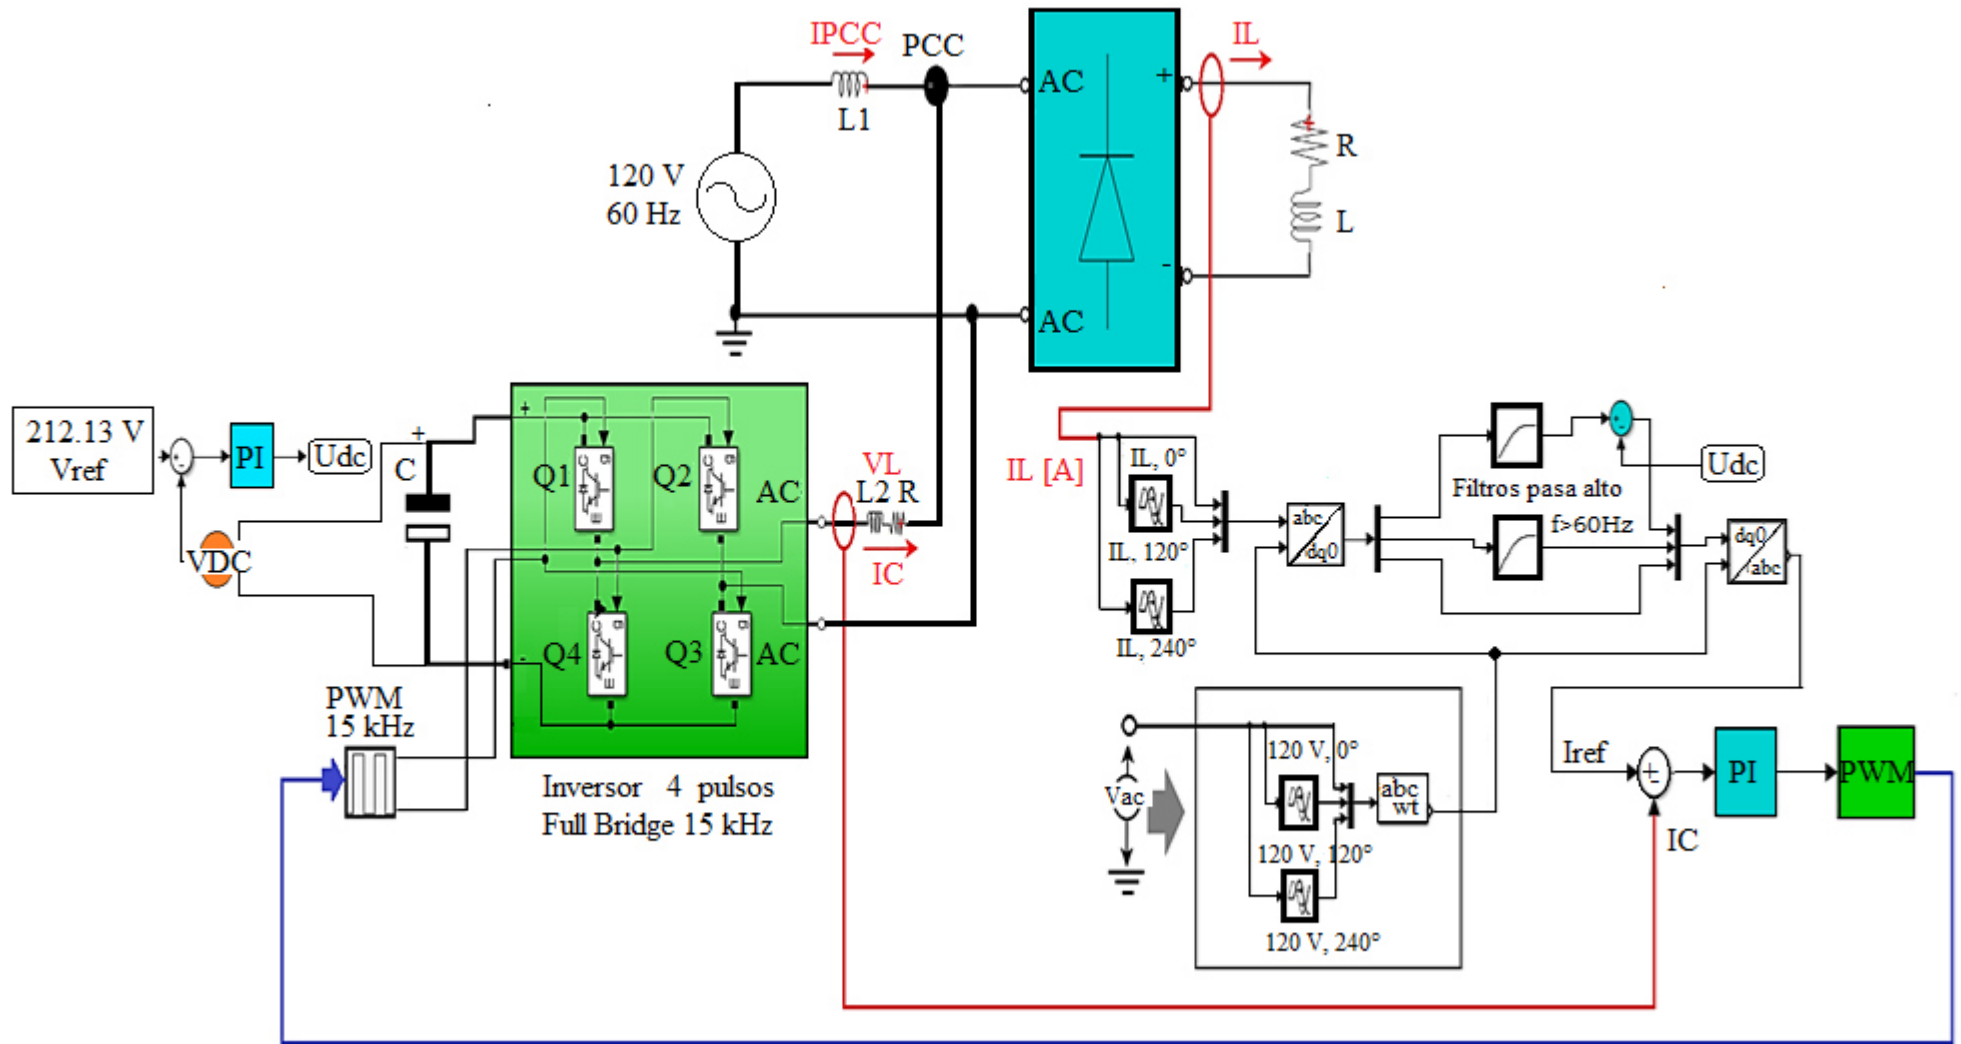 IPCC
PCC
IL
AC
+
L1
R
120 V
60 Hz
L
-
AC
212.13 V
Vref
PI
Udc
+
C
VDC
+
Q1
Q2
AC
Q4
Q3
AC
-
VL
L2 R
IC
PWM
15 kHz
Inversor 4 pulsos
Full Bridge 15 kHz
IL [A]
IL, 0°
IL, 120°
IL, 240°
abc
dq0
Filtros pasa alto
f>60Hz
Udc
dq0
abc
Vac
120 V, 0°
120 V, 120°
120 V, 240°
abc
wt
Iref
+
-
PI
PWM
IC